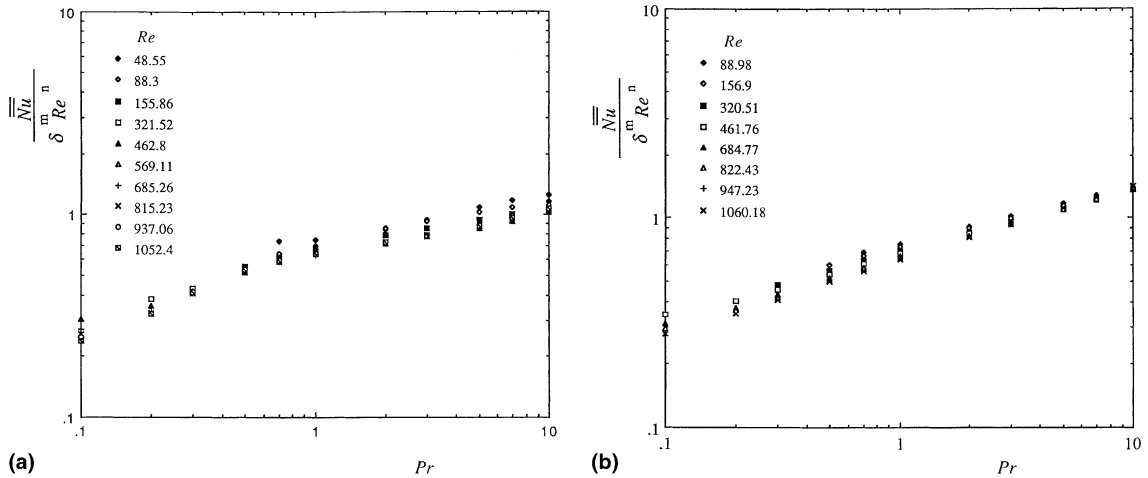 10
Re
48.55
88.3
155.86
321.52
462.8
569.11
685.26
815.23
937.06
1052.4
Nu
δ m Re n
1
.1
.1 1 10
Pr
(a)
10
Re
88.98
156.9
320.51
461.76
684.77
822.43
947.23
1060.18
Nu
δ m Re n
1
.1
.1 1 10
Pr
(b)